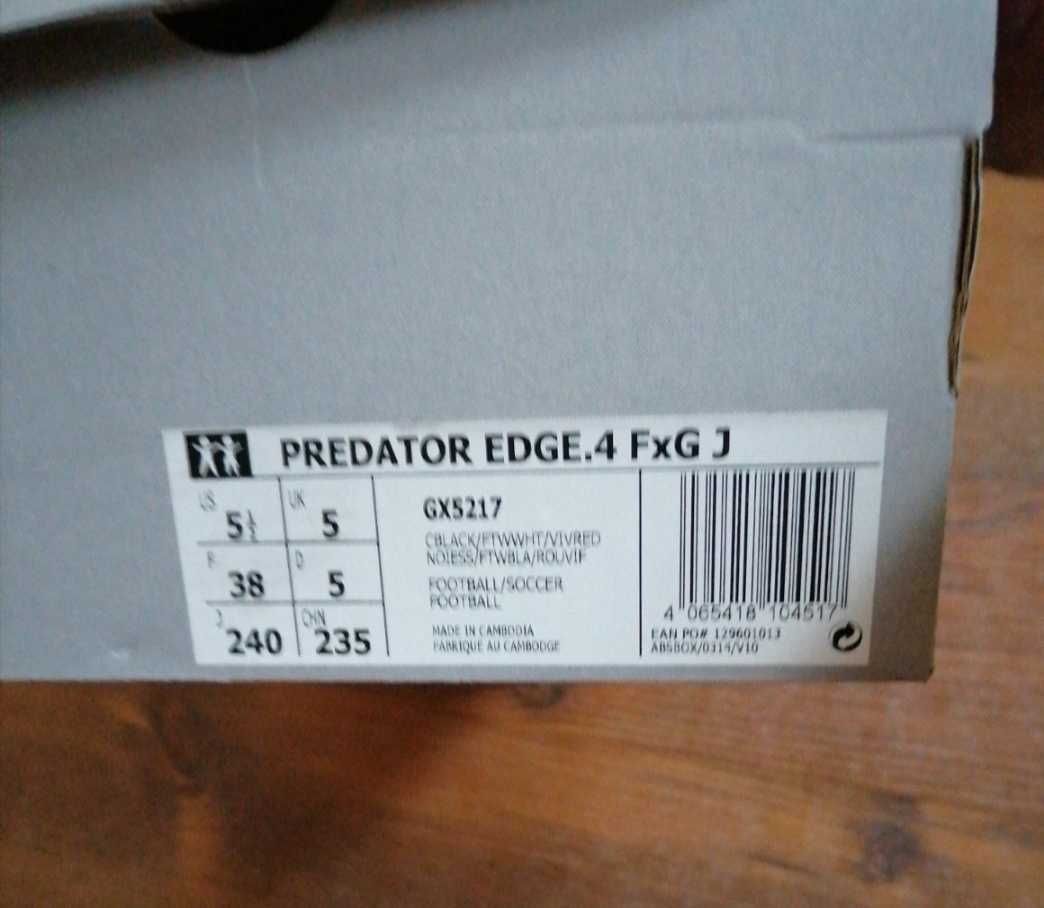 PREDATOR EDGE.4 FxG J
US 5½ UK 5
F 38 D 5
J 240 CHN 235
GX5217
CBLACK/FTWWHT/VIVRED
NOIESS/FTWBLA/ROUVIF
FOOTBALL/SOCCER
FOOTBALL
MADE IN CAMBODIA
FABRIQUÉ AU CAMBODGE
4 065418 104517
EAN PO# 129601013
ABSBOX/0314/V10